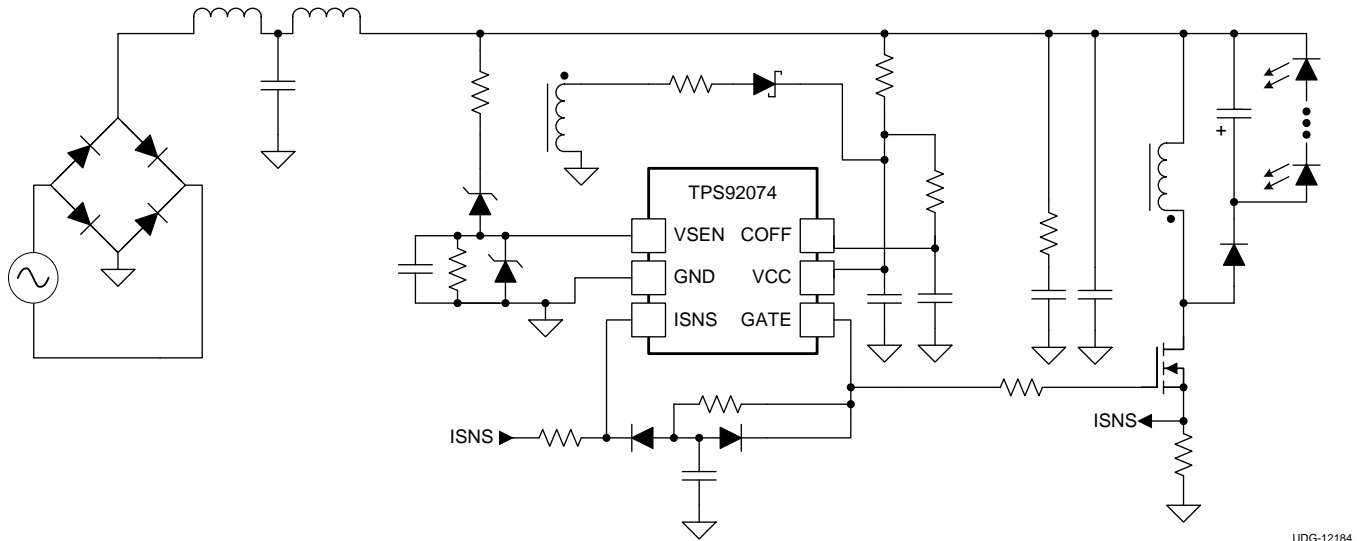 TPS92074
VSEN COFF
GND VCC
ISNS GATE
ISNS
ISNS
+
UDG-12184